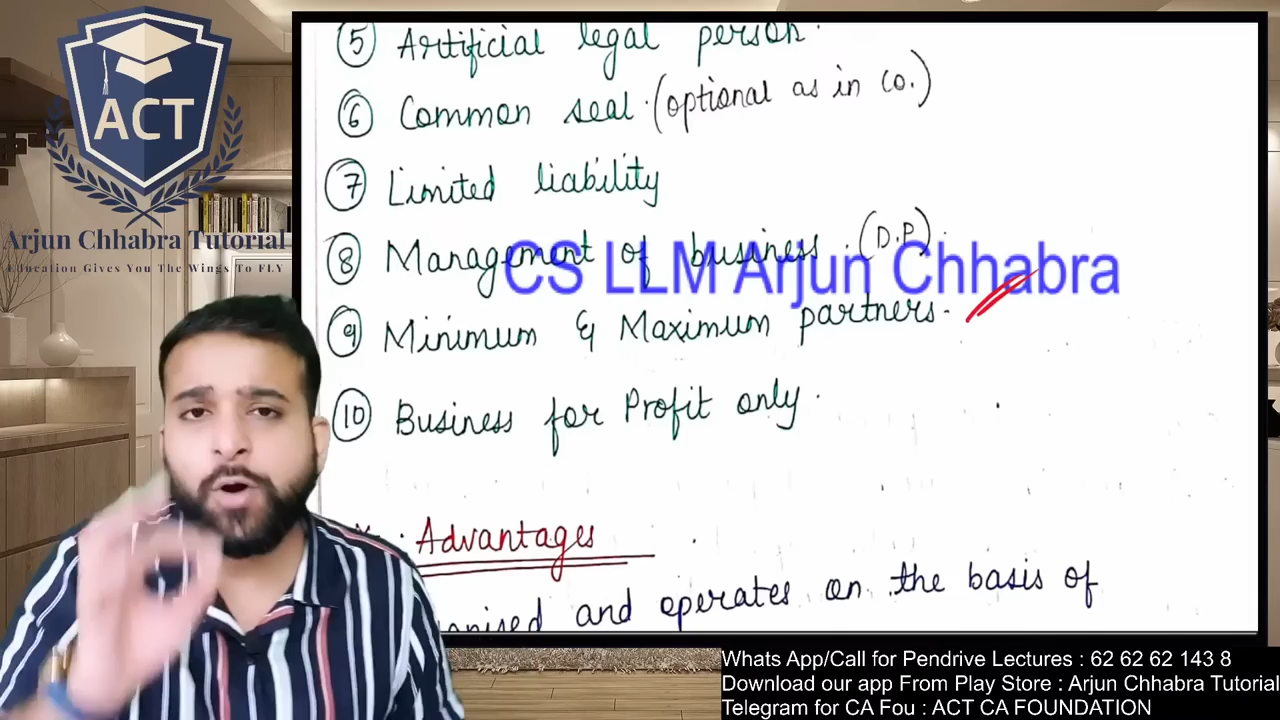 ACT
Arjun Chhabra Tutorial
Education Gives You The Wings To FLY
(5) Artificial legal person.
(6) Common seal. (optional as in co.)
(7) Limited liability
(8) Management of business. (D.P).
CS LLM Arjun Chhabra
(9) Minimum & Maximum partners.
(10) Business for Profit only.
Advantages
and operates on the basis of
Whats App/Call for Pendrive Lectures : 62 62 62 143 8
Download our app From Play Store : Arjun Chhabra Tutorial
Telegram for CA Fou : ACT CA FOUNDATION